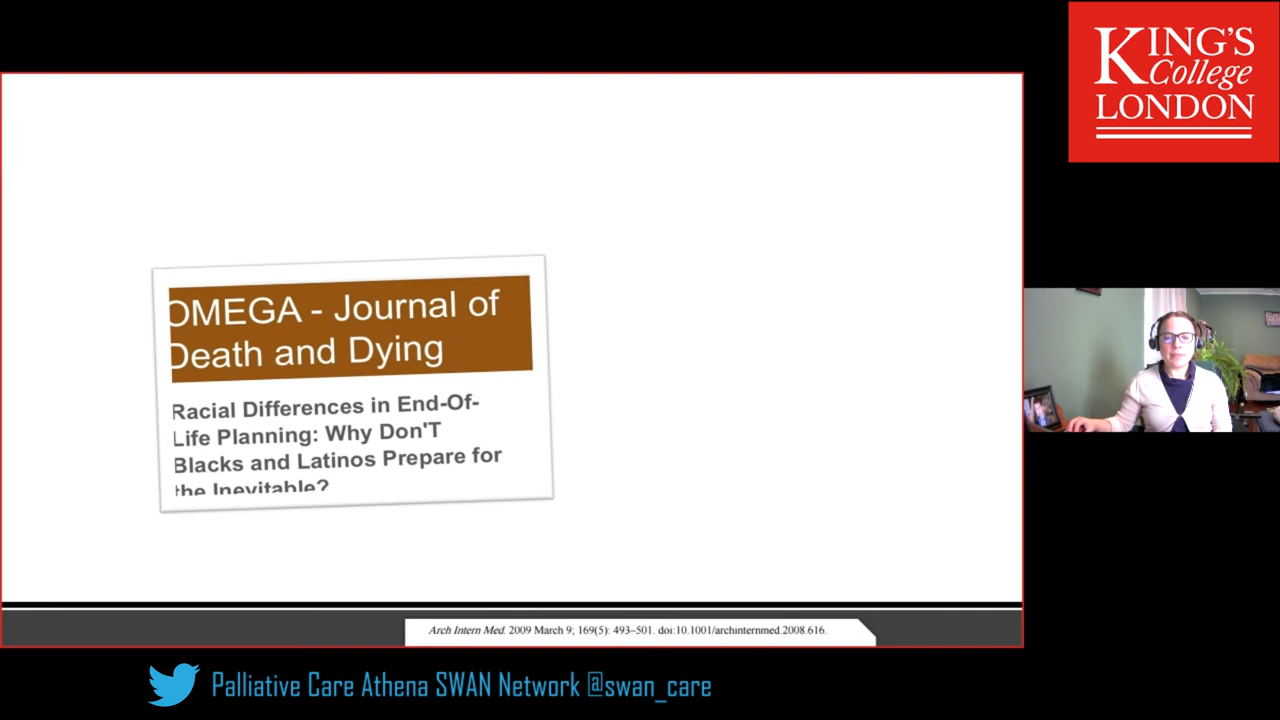 KING'S
College
LONDON
OMEGA - Journal of
Death and Dying
Racial Differences in End-Of-
Life Planning: Why Don'T
Blacks and Latinos Prepare for
the Inevitable?
Arch Intern Med. 2009 March 9; 169(5): 493–501. doi:10.1001/archinternmed.2008.616.
Palliative Care Athena SWAN Network @swan_care